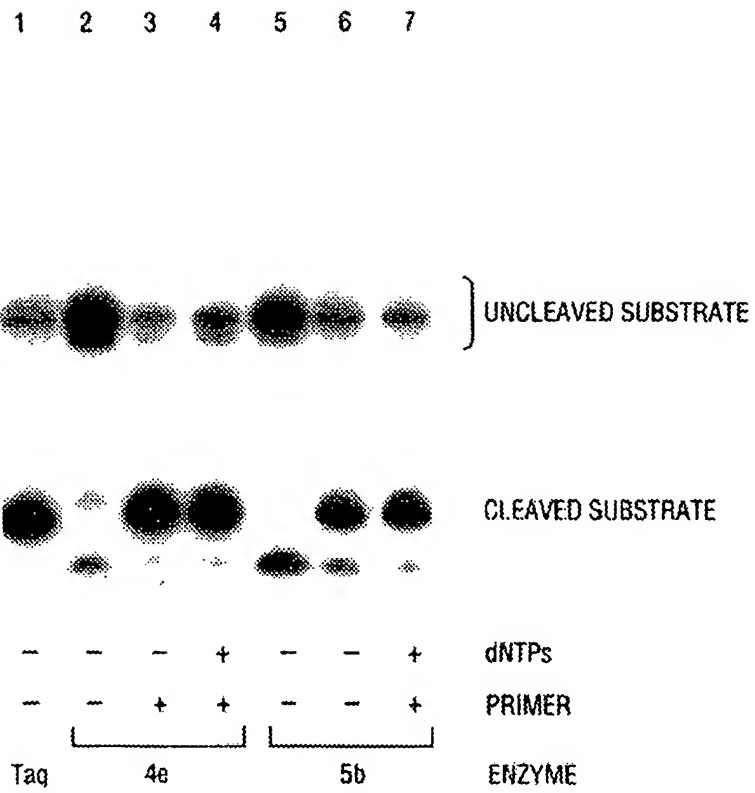 1 2 3 4 5 6 7
UNCLEAVED SUBSTRATE
CLEAVED SUBSTRATE
− − − + − − + dNTPs
− − + + − − + PRIMER
Taq 4e 5b ENZYME